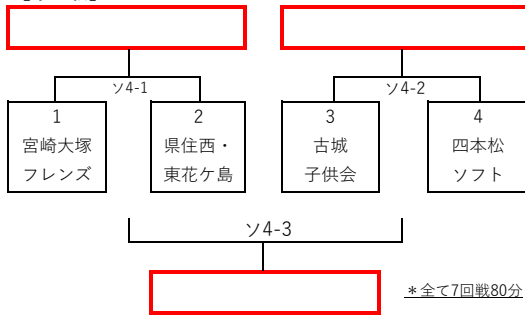 ソ4-1
ソ4-2
1
宮崎大塚
フレンズ
2
県住西・
東花ケ島
3
古城
子供会
4
四本松
ソフト
ソ4-3
＊全て7回戦80分